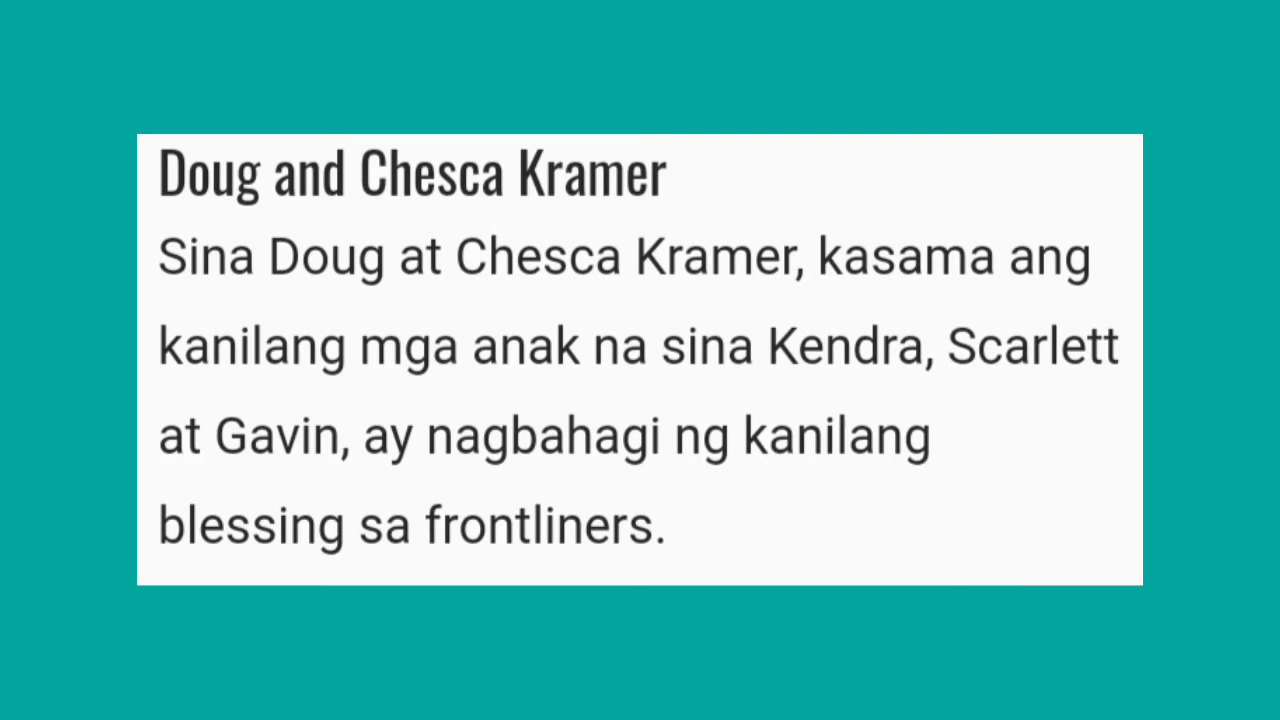 Doug and Chesca Kramer
Sina Doug at Chesca Kramer, kasama ang
kanilang mga anak na sina Kendra, Scarlett
at Gavin, ay nagbahagi ng kanilang
blessing sa frontliners.